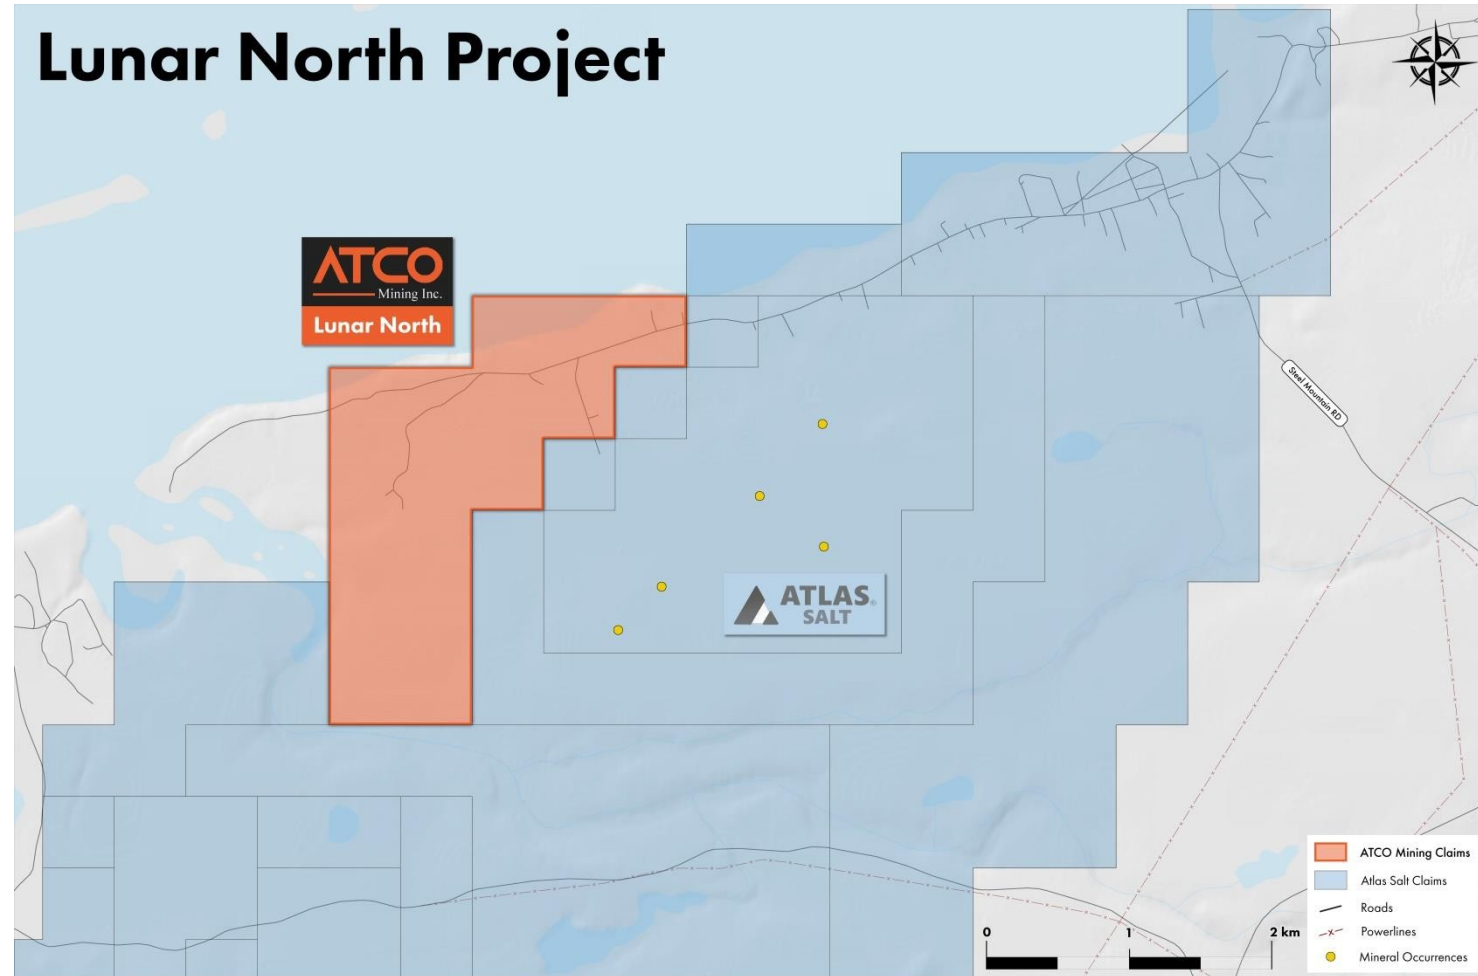 Lunar North Project
ATCO
Mining Inc.
Lunar North
Steel Mountain RD
ATLAS®
SALT
ATCO Mining Claims
Atlas Salt Claims
Roads
Powerlines
Mineral Occurrences
0 1 2 km